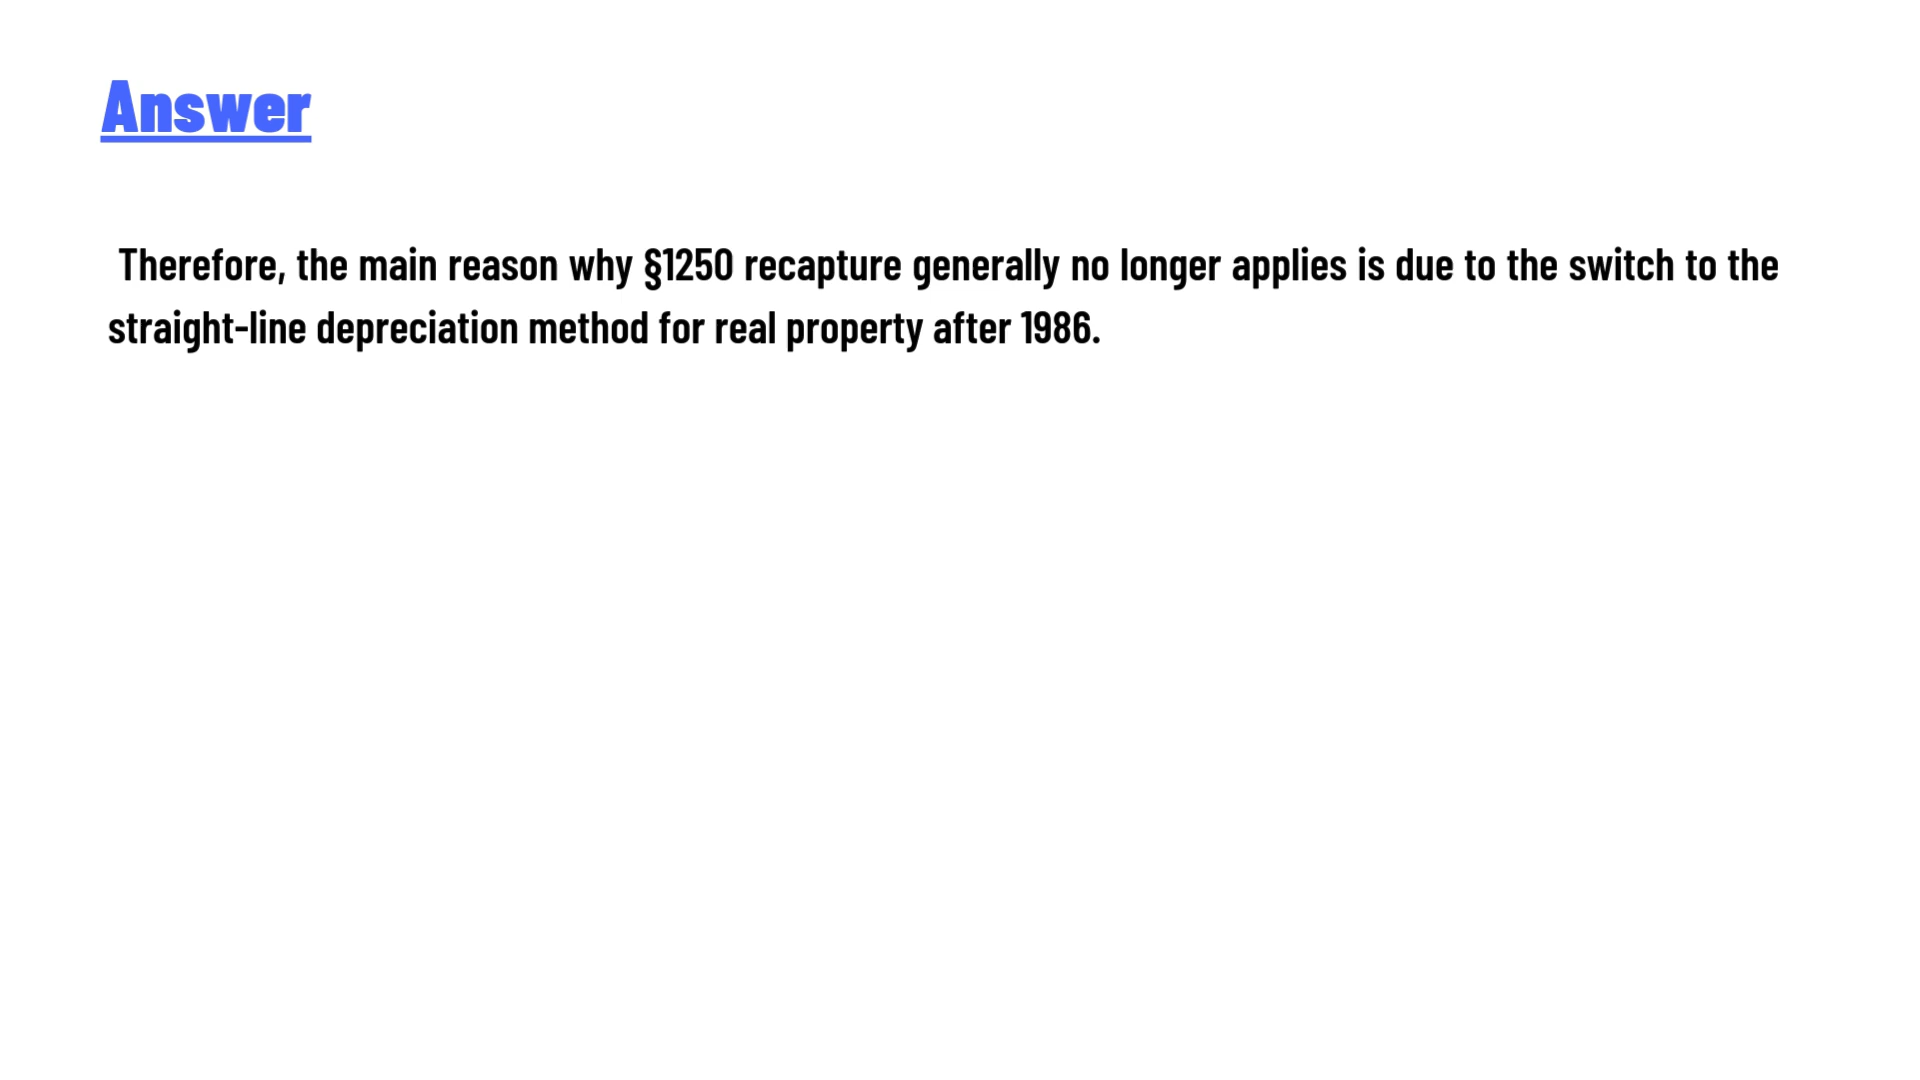 Answer
Therefore, the main reason why §1250 recapture generally no longer applies is due to the switch to the
straight-line depreciation method for real property after 1986.